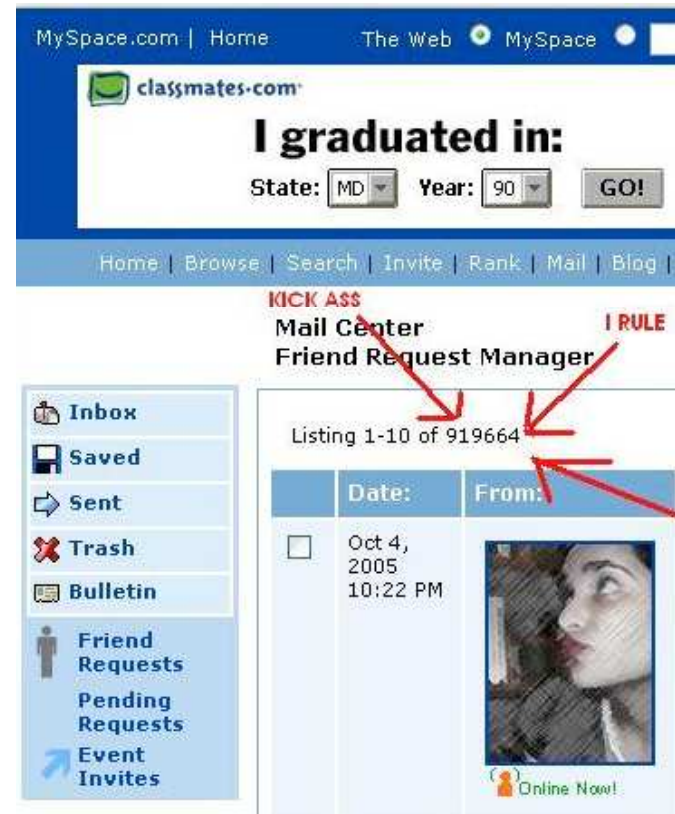 MySpace.com | Home The Web MySpace
classmates.com
I graduated in:
State: MD Year: 90 GO!
Home | Browse | Search | Invite | Rank | Mail | Blog |
KICK ASS
I RULE
Mail Center
Friend Request Manager
Inbox
Saved
Sent
Trash
Bulletin
Friend
Requests
Pending
Requests
Event
Invites
Listing 1-10 of 919664
Date: From:
Oct 4,
2005
10:22 PM
Online Now!